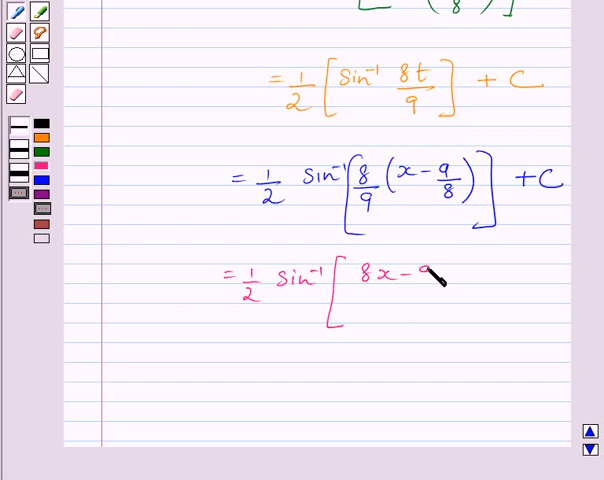 [ (8) ]
= 1/2 [ sin⁻¹ 8t/9 ] + C
= 1/2 sin⁻¹ [ 8/9 (x - 9/8) ] + C
= 1/2 sin⁻¹ [ 8x - 9